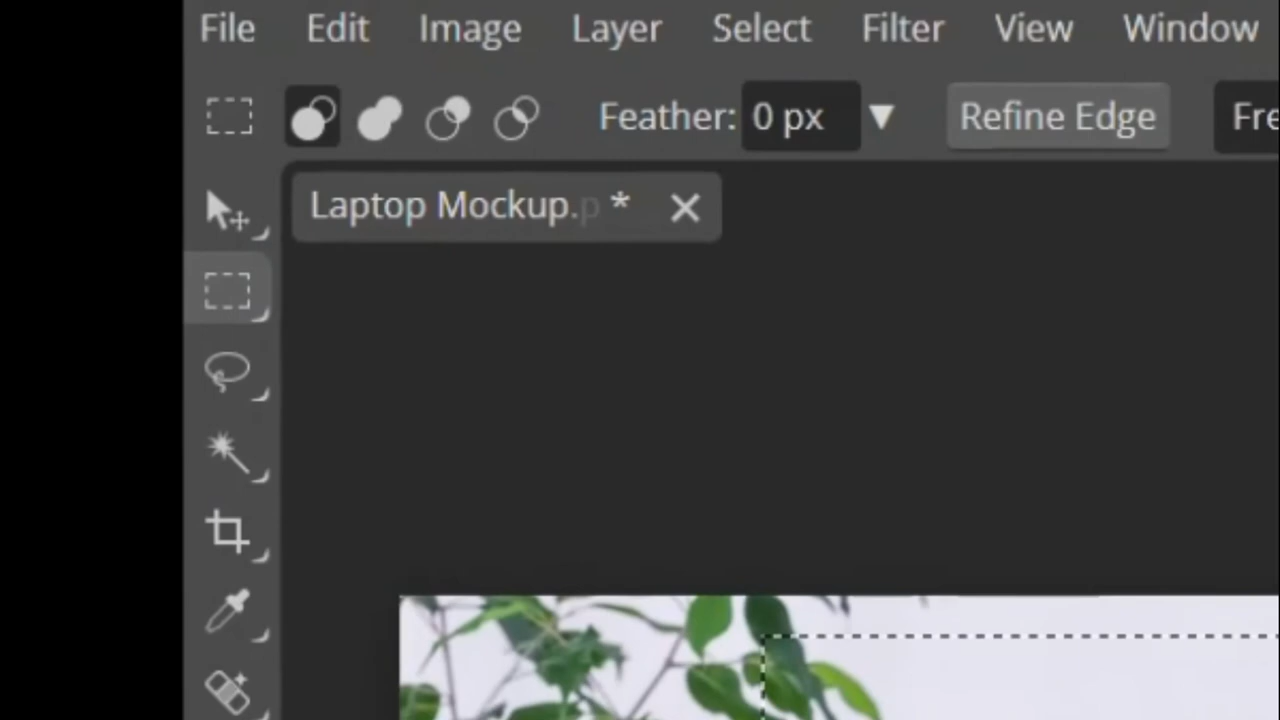 File Edit Image Layer Select Filter View Window
Feather: 0 px Refine Edge Fre
Laptop Mockup.p *